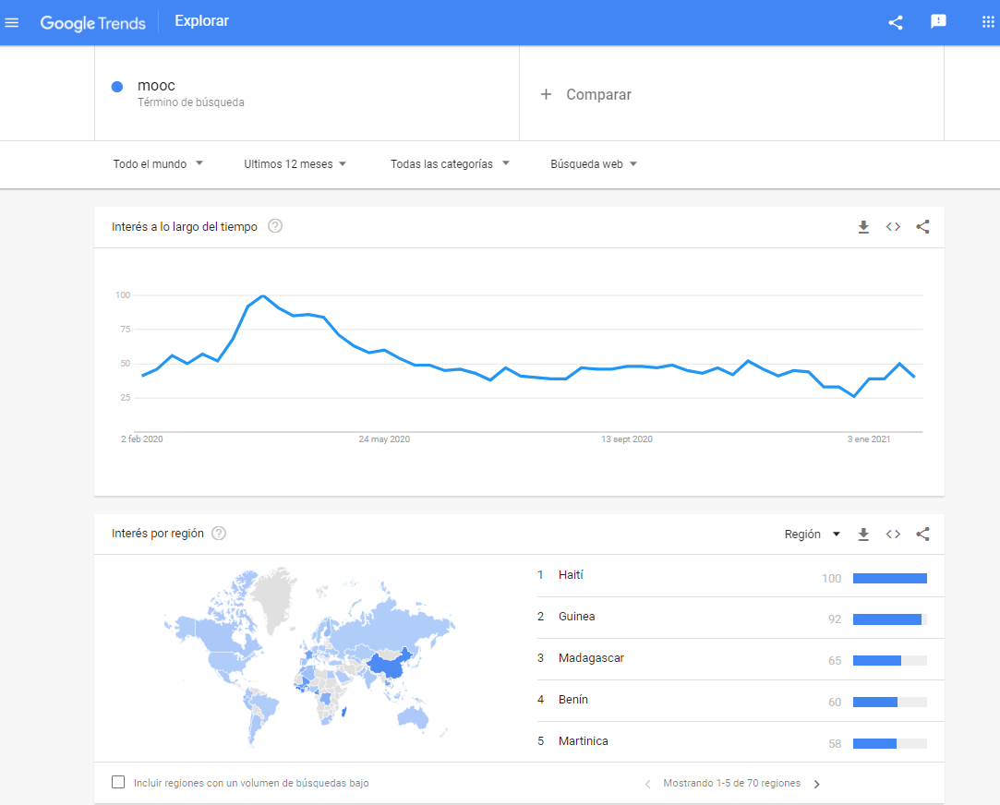 Google Trends Explorar
mooc
Término de búsqueda
+ Comparar
Todo el mundo Ultimos 12 meses Todas las categorías Búsqueda web
Interés a lo largo del tiempo ?
100
75
50
25
2 feb 2020 24 may 2020 13 sept 2020 3 ene 2021
Interés por región ? Región
1 Haití 100
2 Guinea 92
3 Madagascar 65
4 Benín 60
5 Martinica 58
Incluir regiones con un volumen de búsquedas bajo Mostrando 1-5 de 70 regiones